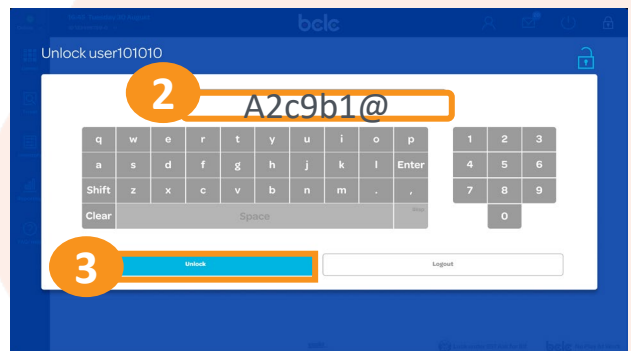 bclc
Unlock user101010
2
A2c9b1@
q w e r t y u i o p 1 2 3
a s d f g h j k l Enter 4 5 6
Shift z x c v b n m . , 7 8 9
Clear Space 0
3
Unlock Logout
bclc